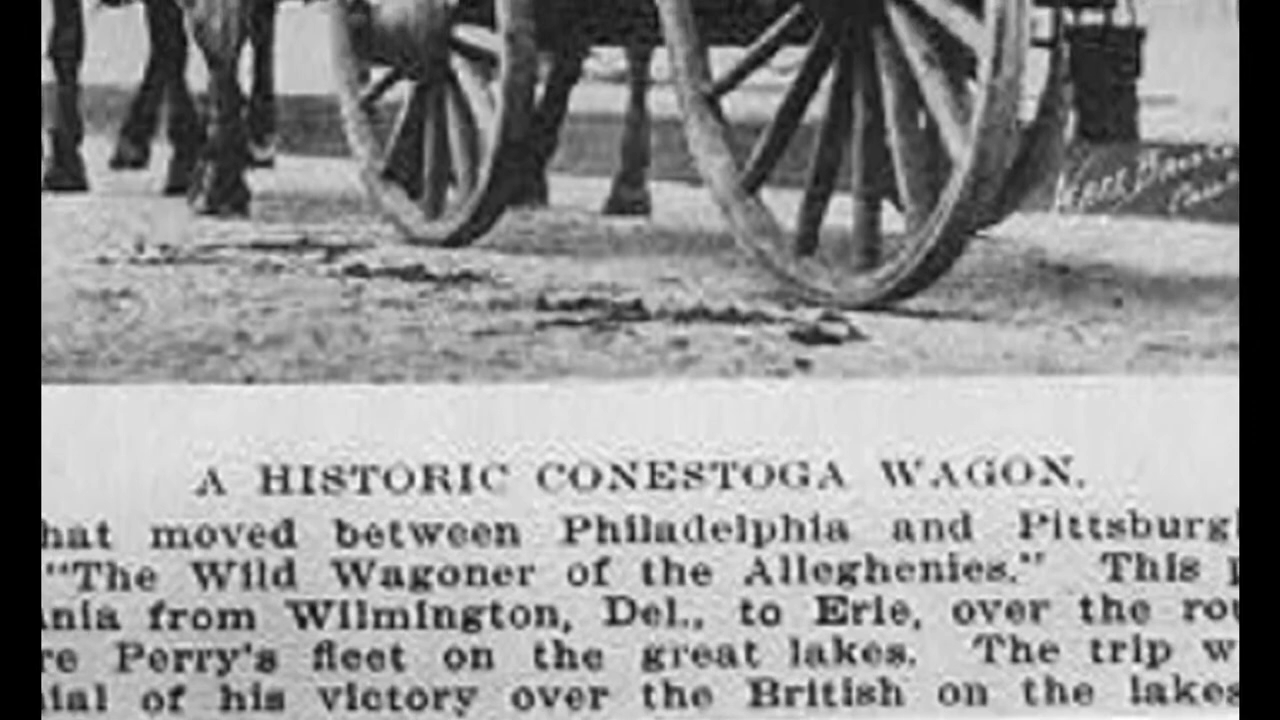 A HISTORIC CONESTOGA WAGON.
hat moved between Philadelphia and Pittsburg
"The Wild Wagoner of the Alleghenies." This
ania from Wilmington, Del., to Erie, over the rou
re Perry's fleet on the great lakes. The trip w
nial of his victory over the British on the lakes